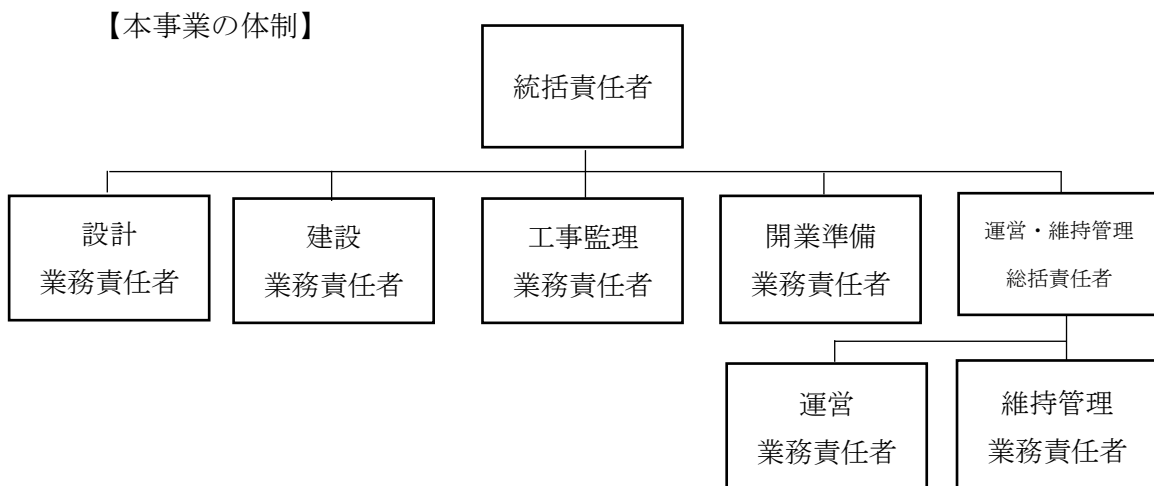 【本事業の体制】
統括責任者
設計
業務責任者
建設
業務責任者
工事監理
業務責任者
開業準備
業務責任者
運営・維持管理
総括責任者
運営
業務責任者
維持管理
業務責任者